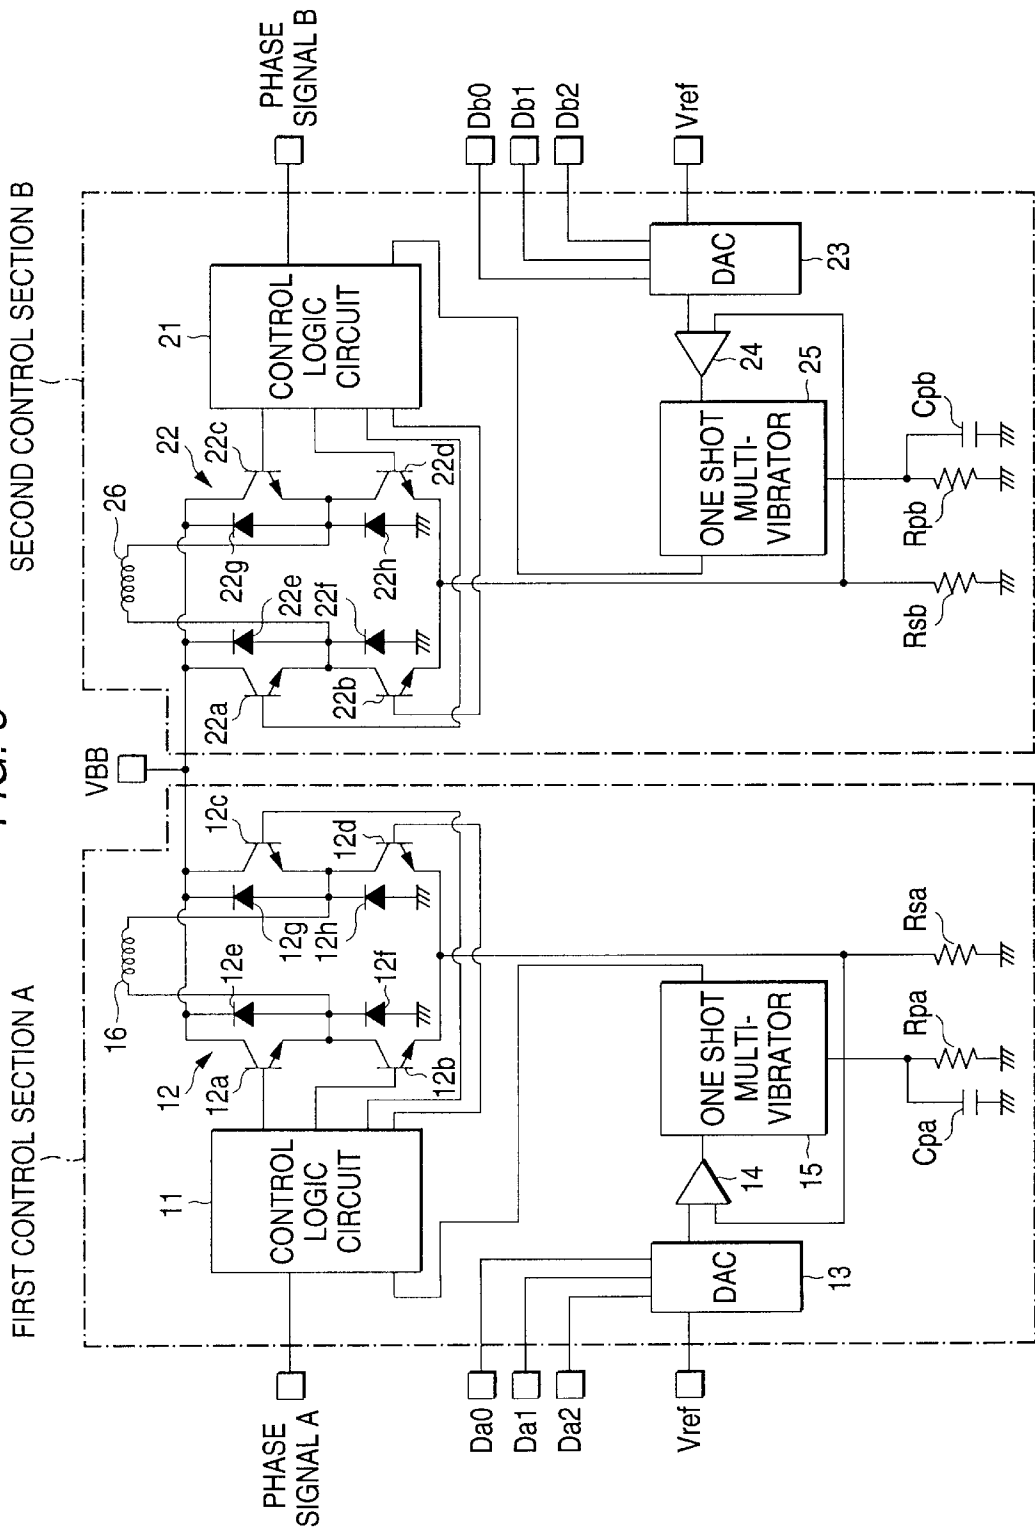 FIRST CONTROL SECTION A
SECOND CONTROL SECTION B
VBB
16
12
12a
12b
12c
12d
12e
12f
12g
12h
11
CONTROL
LOGIC
CIRCUIT
PHASE
SIGNAL A
Da0
Da1
Da2
Vref
DAC
13
14
ONE SHOT
MULTI-
VIBRATOR
15
Cpa
Rpa
Rsa
26
22
22a
22b
22c
22d
22e
22f
22g
22h
21
CONTROL
LOGIC
CIRCUIT
PHASE
SIGNAL B
Db0
Db1
Db2
Vref
DAC
23
24
ONE SHOT
MULTI-
VIBRATOR
25
Rsb
Rpb
Cpb